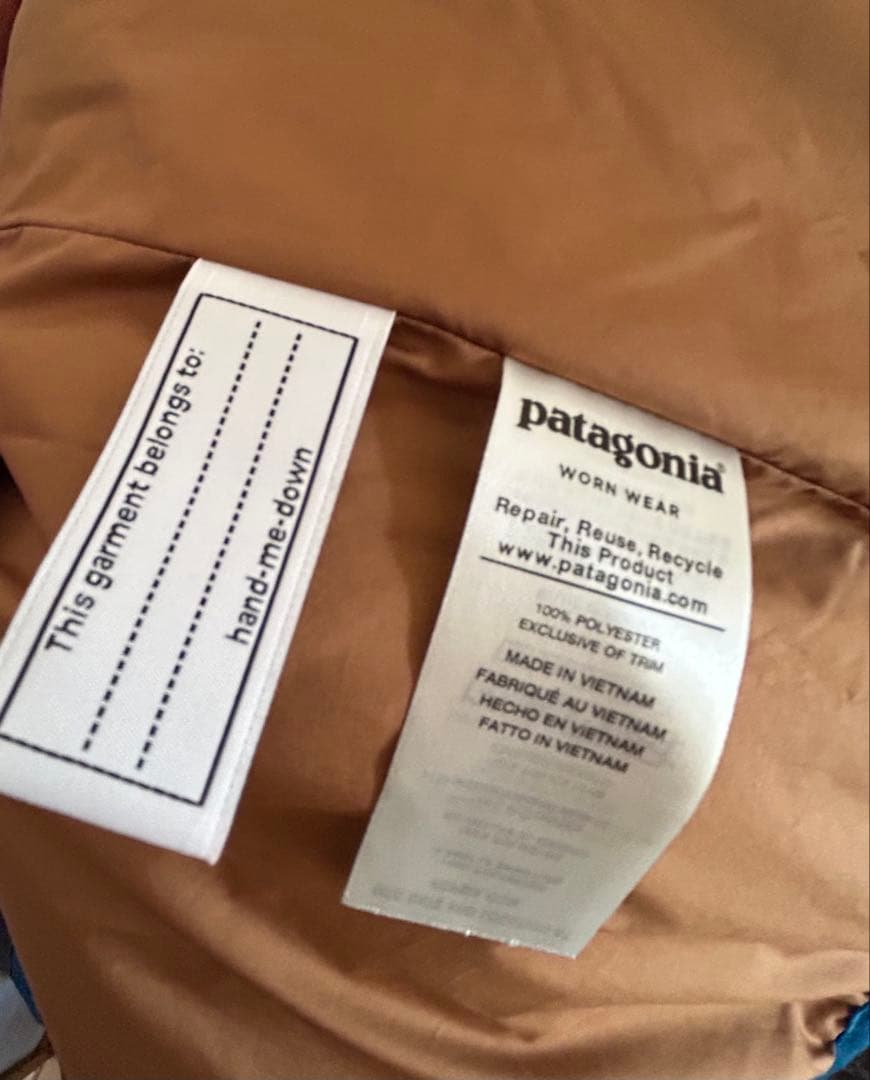 This garment belongs to:
hand-me-down
patagonia®
WORN WEAR
Repair, Reuse, Recycle
This Product
www.patagonia.com
100% POLYESTER
EXCLUSIVE OF TRIM
MADE IN VIETNAM
FABRIQUÉ AU VIETNAM
HECHO EN VIETNAM
FATTO IN VIETNAM